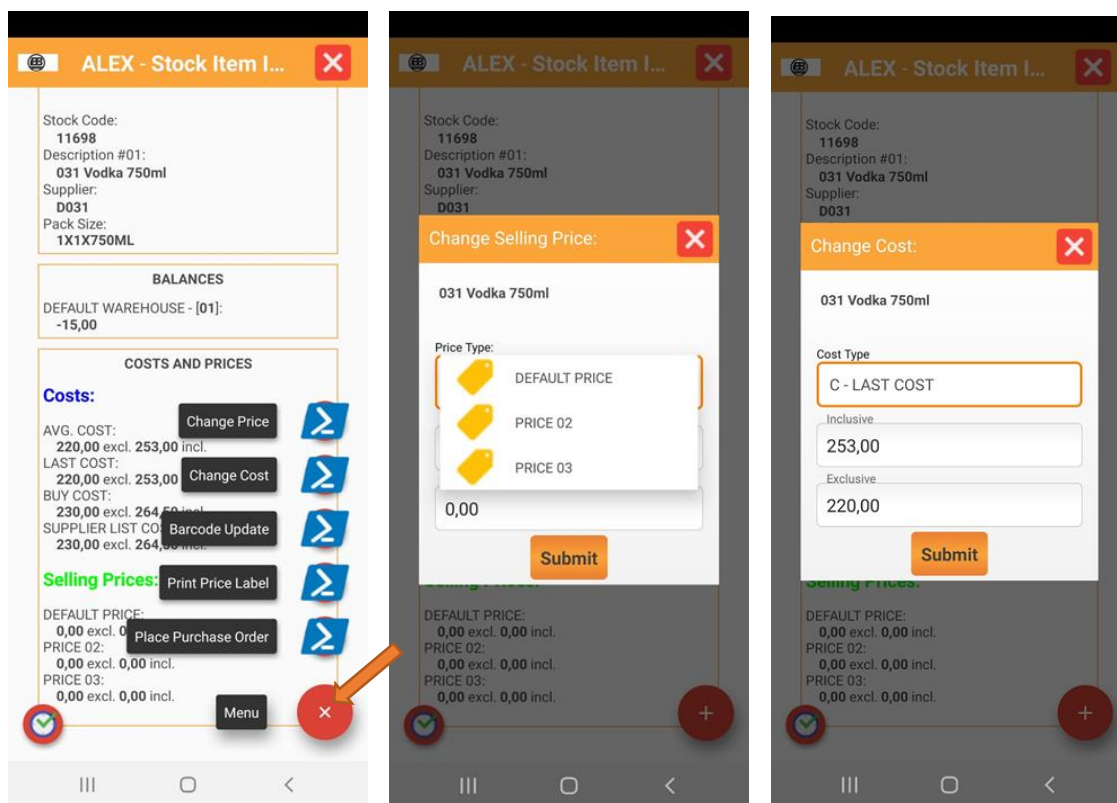 ALEX - Stock Item I...
Stock Code:
11698
Description #01:
031 Vodka 750ml
Supplier:
D031
Pack Size:
1X1X750ML
BALANCES
DEFAULT WAREHOUSE - [01]:
-15,00
COSTS AND PRICES
Costs:
Change Price
AVG. COST:
220,00 excl. 253,00 incl.
LAST COST:
220,00 excl. 253,00
Change Cost
BUY COST:
230,00 excl. 264,50 incl.
SUPPLIER LIST CO
Barcode Update
230,00 excl. 264,50 incl.
Selling Prices:
Print Price Label
DEFAULT PRICE:
0,00 excl. 0
Place Purchase Order
PRICE 02:
0,00 excl. 0,00 incl.
PRICE 03:
0,00 excl. 0,00 incl.
Menu
ALEX - Stock Item I...
Stock Code:
11698
Description #01:
031 Vodka 750ml
Supplier:
D031
Change Selling Price:
031 Vodka 750ml
Price Type:
DEFAULT PRICE
PRICE 02
PRICE 03
0,00
Submit
Selling Prices:
DEFAULT PRICE:
0,00 excl. 0,00 incl.
PRICE 02:
0,00 excl. 0,00 incl.
PRICE 03:
0,00 excl. 0,00 incl.
ALEX - Stock Item I...
Stock Code:
11698
Description #01:
031 Vodka 750ml
Supplier:
D031
Change Cost:
031 Vodka 750ml
Cost Type
C - LAST COST
Inclusive
253,00
Exclusive
220,00
Submit
Selling Prices:
DEFAULT PRICE:
0,00 excl. 0,00 incl.
PRICE 02:
0,00 excl. 0,00 incl.
PRICE 03:
0,00 excl. 0,00 incl.